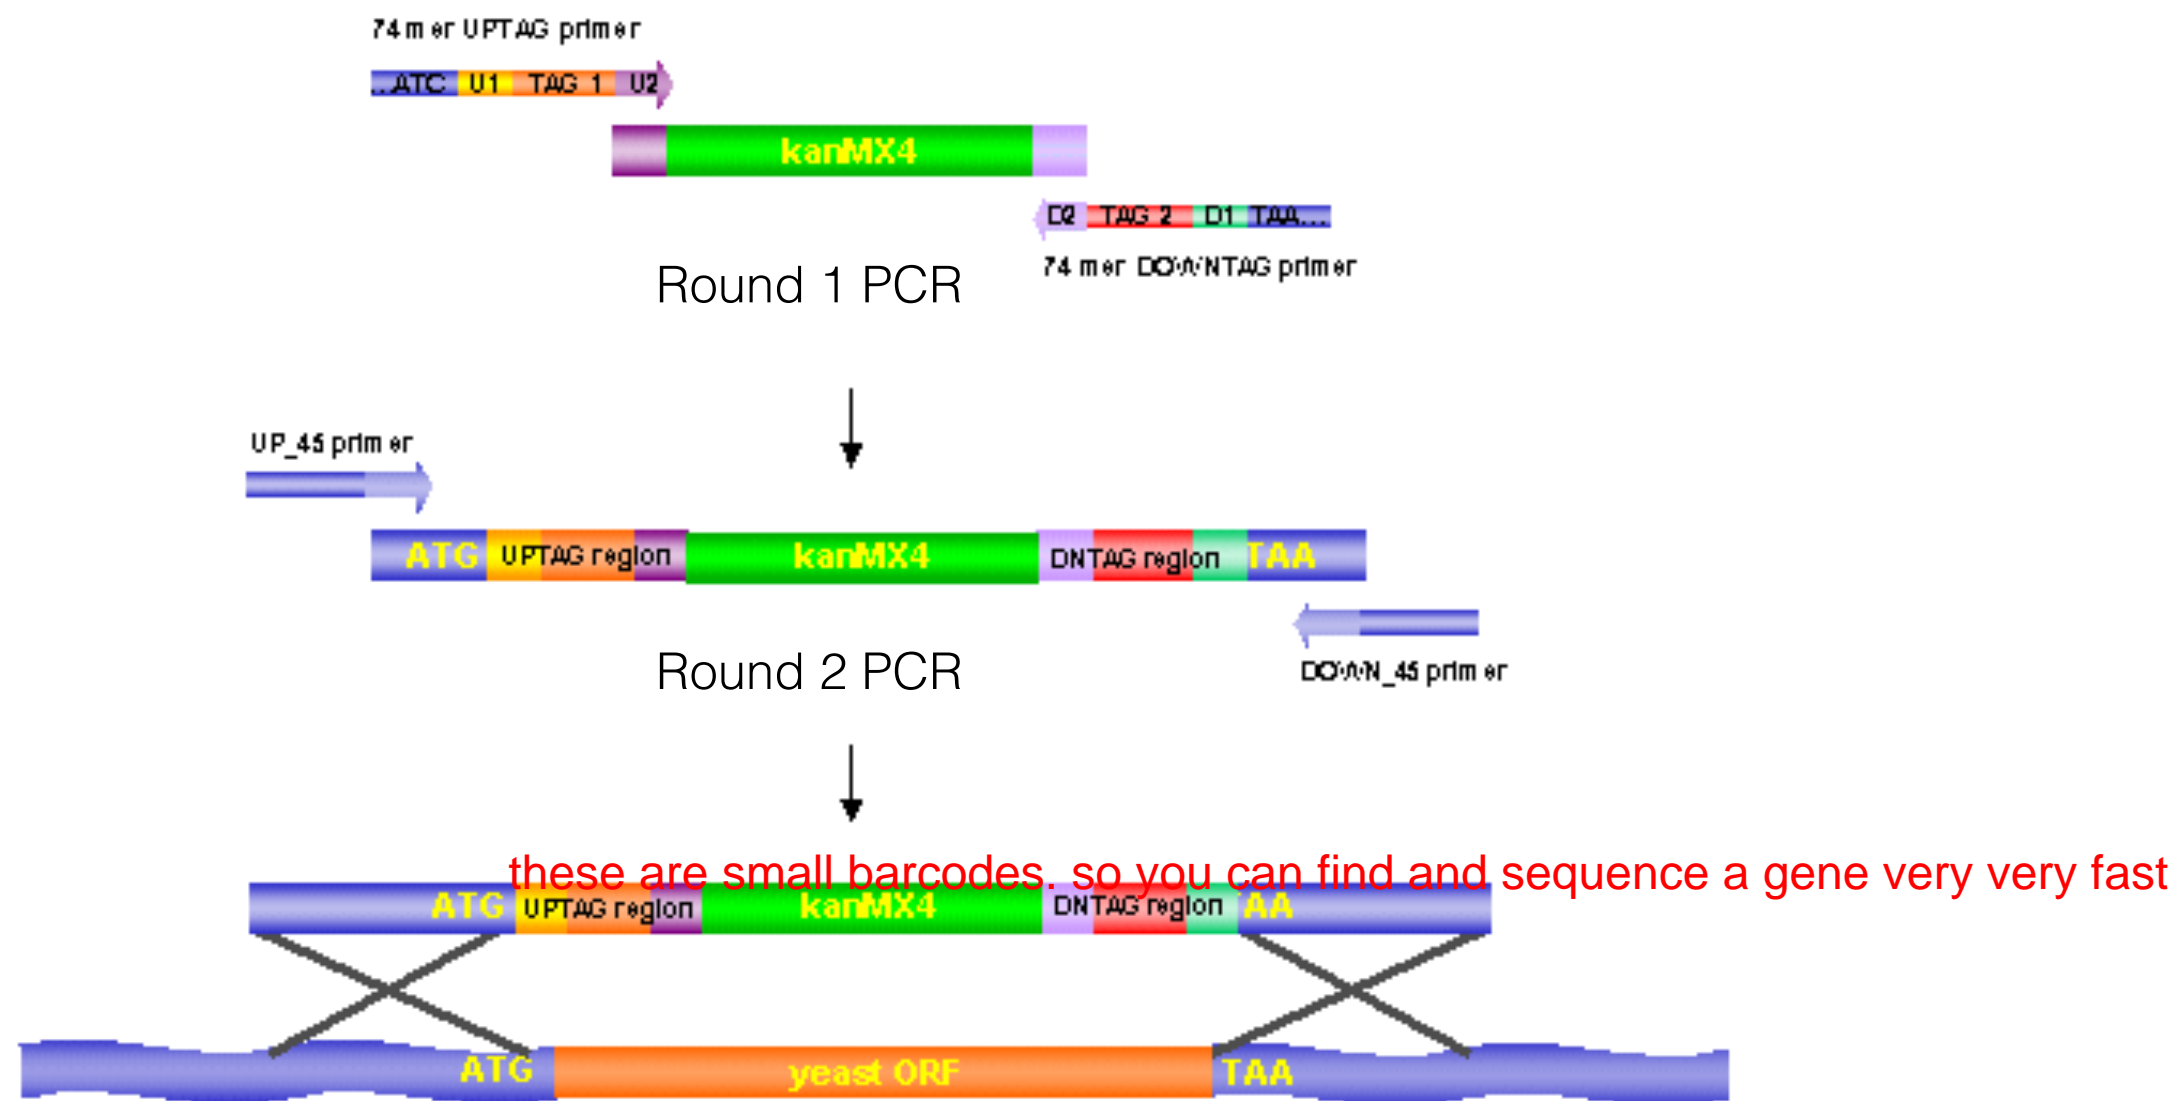 74 mer UPTAG primer
...ATC U1 TAG 1 U2
kanMX4
D2 TAG 2 D1 TAA...
74 mer DOWNTAG primer
Round 1 PCR
UP_45 primer
ATG UPTAG region kanMX4 DNTAG region TAA
Round 2 PCR
DOWN_45 primer
these are small barcodes. so you can find and sequence a gene very very fast
ATG UPTAG region kanMX4 DNTAG region AA
ATG yeast ORF TAA